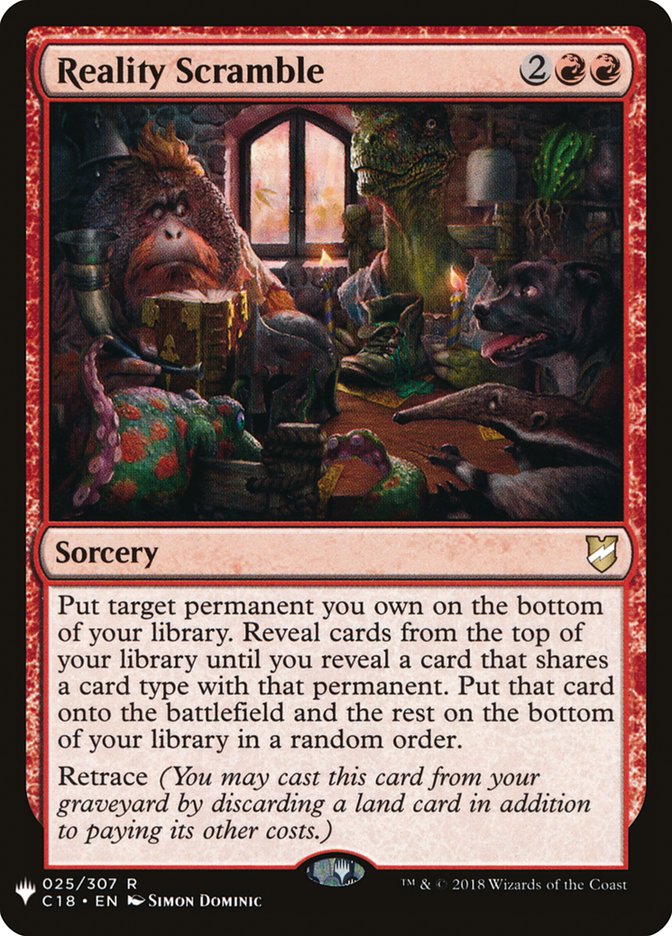 Reality Scramble 2
Sorcery
Put target permanent you own on the bottom
of your library. Reveal cards from the top of
your library until you reveal a card that shares
a card type with that permanent. Put that card
onto the battlefield and the rest on the bottom
of your library in a random order.
Retrace (You may cast this card from your
graveyard by discarding a land card in addition
to paying its other costs.)
025/307 R
C18 • EN Simon Dominic
™ & © 2018 Wizards of the Coast